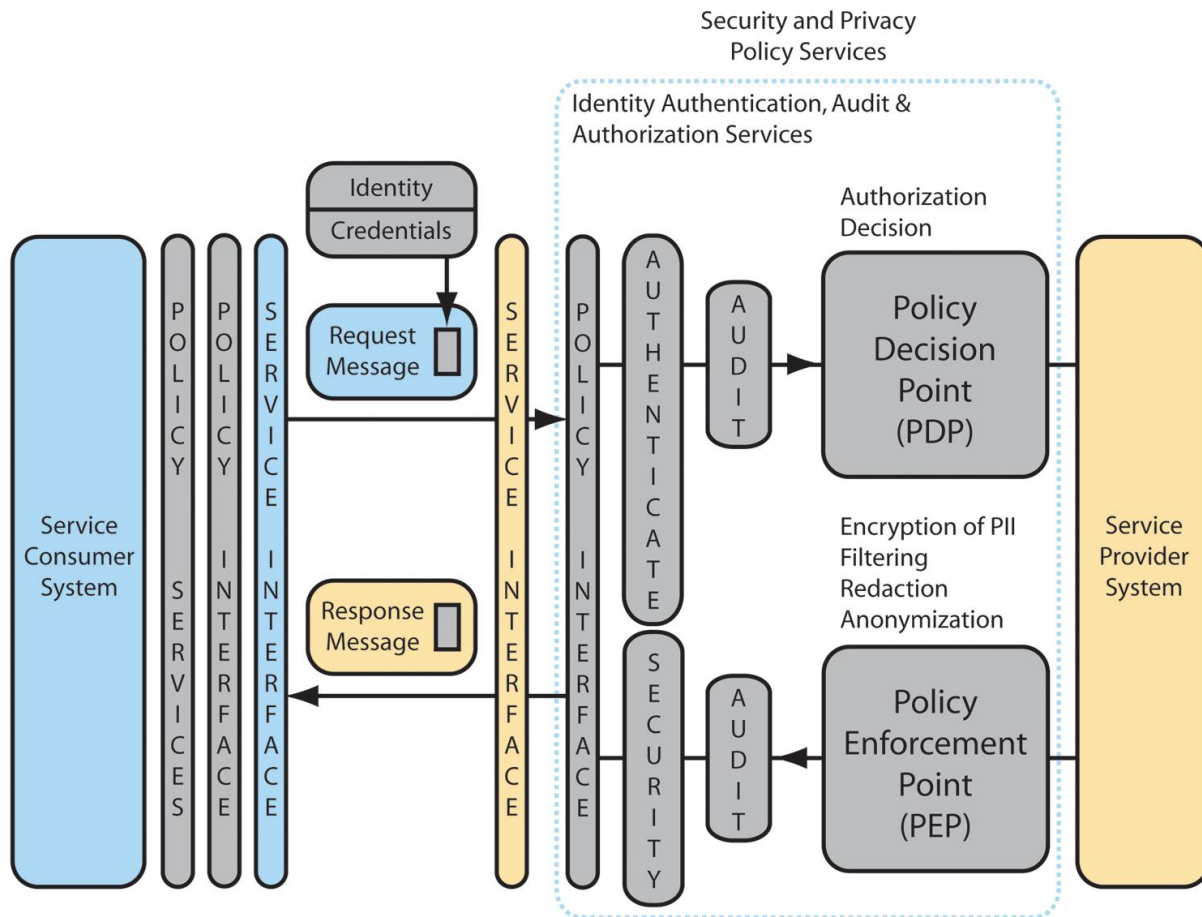 Security and Privacy
Policy Services
Identity Authentication, Audit &
Authorization Services
Identity
Credentials
Authorization
Decision
Service
Consumer
System
POLICY SERVICES
POLICY INTERFACE
SERVICE INTERFACE
Request
Message
Response
Message
SERVICE INTERFACE
POLICY INTERFACE
AUTHENTICATE
AUDIT
Policy
Decision
Point
(PDP)
Encryption of PII
Filtering
Redaction
Anonymization
SECURITY
AUDIT
Policy
Enforcement
Point
(PEP)
Service
Provider
System